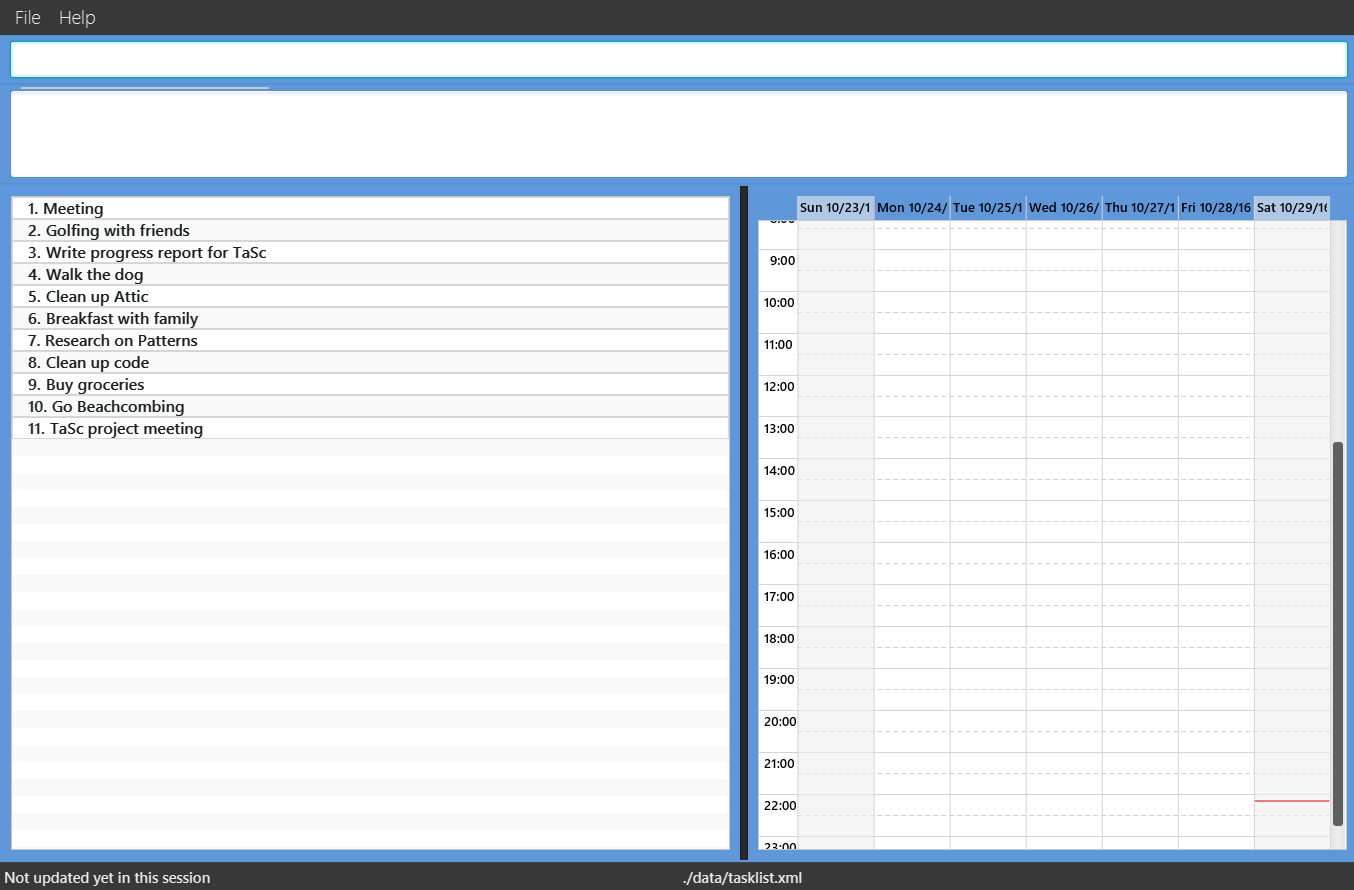 File Help
1. Meeting
2. Golfing with friends
3. Write progress report for TaSc
4. Walk the dog
5. Clean up Attic
6. Breakfast with family
7. Research on Patterns
8. Clean up code
9. Buy groceries
10. Go Beachcombing
11. TaSc project meeting
Sun 10/23/1 Mon 10/24/ Tue 10/25/1 Wed 10/26/ Thu 10/27/1 Fri 10/28/16 Sat 10/29/16
8:00
9:00
10:00
11:00
12:00
13:00
14:00
15:00
16:00
17:00
18:00
19:00
20:00
21:00
22:00
23:00
Not updated yet in this session
./data/tasklist.xml